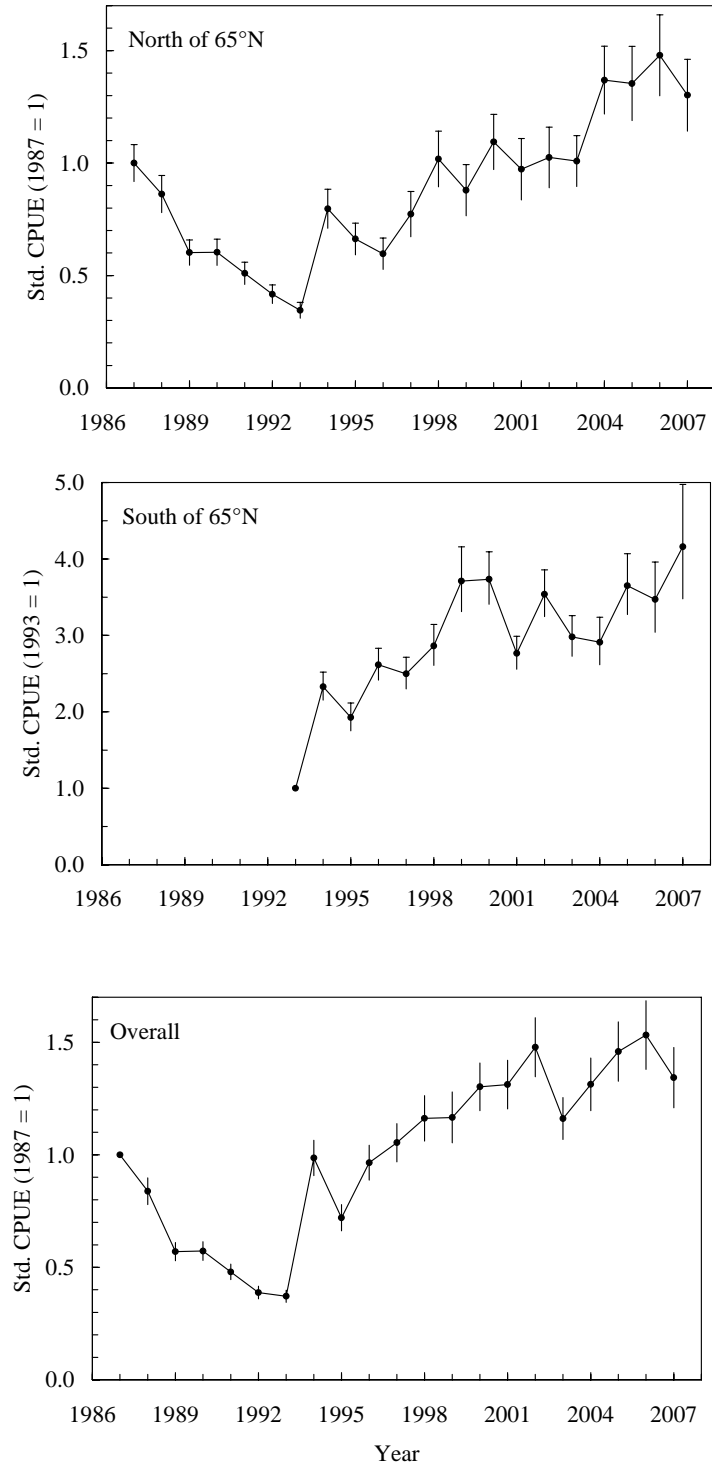 North of 65°N
Std. CPUE (1987 = 1)
1.5
1.0
0.5
0.0
1986 1989 1992 1995 1998 2001 2004 2007
South of 65°N
Std. CPUE (1993 = 1)
5.0
4.0
3.0
2.0
1.0
0.0
1986 1989 1992 1995 1998 2001 2004 2007
Overall
Std. CPUE (1987 = 1)
1.5
1.0
0.5
0.0
1986 1989 1992 1995 1998 2001 2004 2007
Year